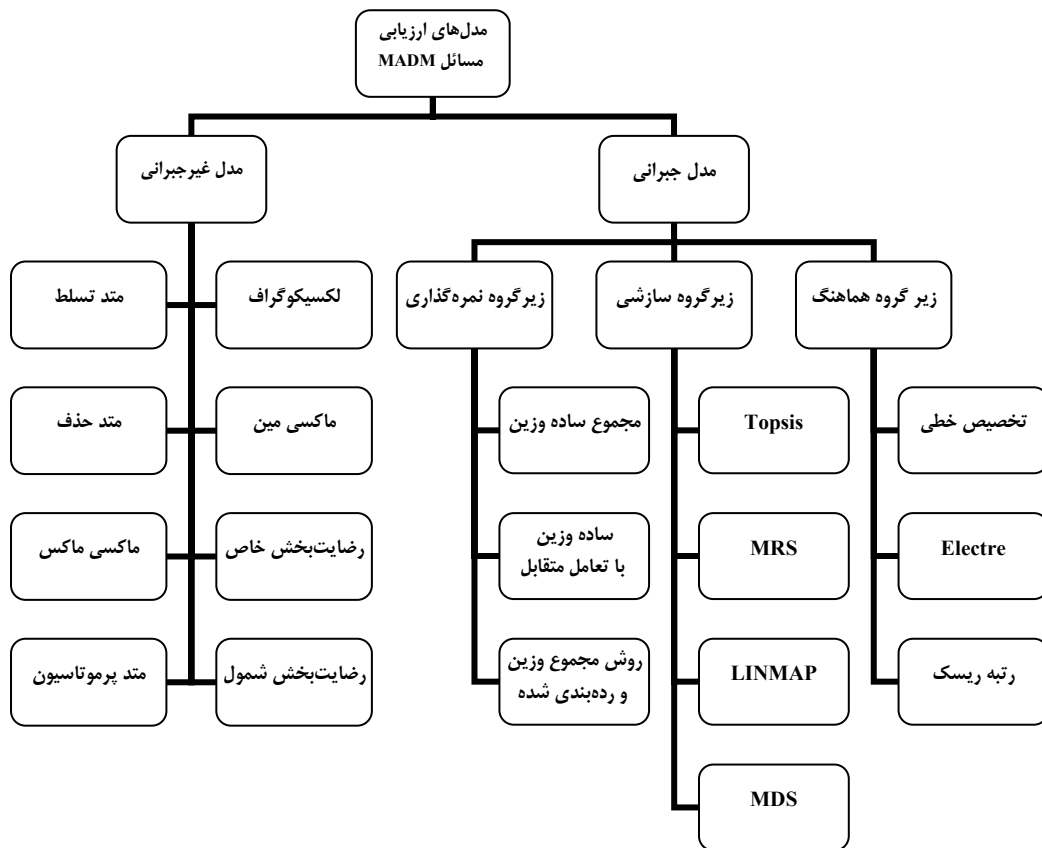 مدل‌های ارزیابی
مسائل MADM
مدل جبرانی
مدل غیرجبرانی
زیر گروه هماهنگ
زیرگروه سازشی
زیرگروه نمره‌گذاری
لکسیکوگراف
متد تسلط
تخصیص خطی
Topsis
مجموع ساده وزین
ماکسی مین
متد حذف
Electre
MRS
ساده وزین
با تعامل متقابل
رضایت‌بخش خاص
ماکسی ماکس
رتبه ریسک
LINMAP
روش مجموع وزین
و رده‌بندی شده
رضایت‌بخش شمول
متد پرموتاسیون
MDS